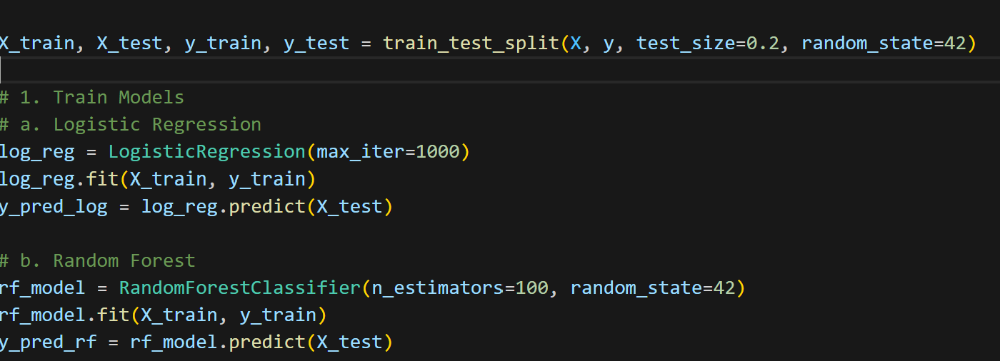 X_train, X_test, y_train, y_test = train_test_split(X, y, test_size=0.2, random_state=42)
# 1. Train Models
# a. Logistic Regression
log_reg = LogisticRegression(max_iter=1000)
log_reg.fit(X_train, y_train)
y_pred_log = log_reg.predict(X_test)
# b. Random Forest
rf_model = RandomForestClassifier(n_estimators=100, random_state=42)
rf_model.fit(X_train, y_train)
y_pred_rf = rf_model.predict(X_test)